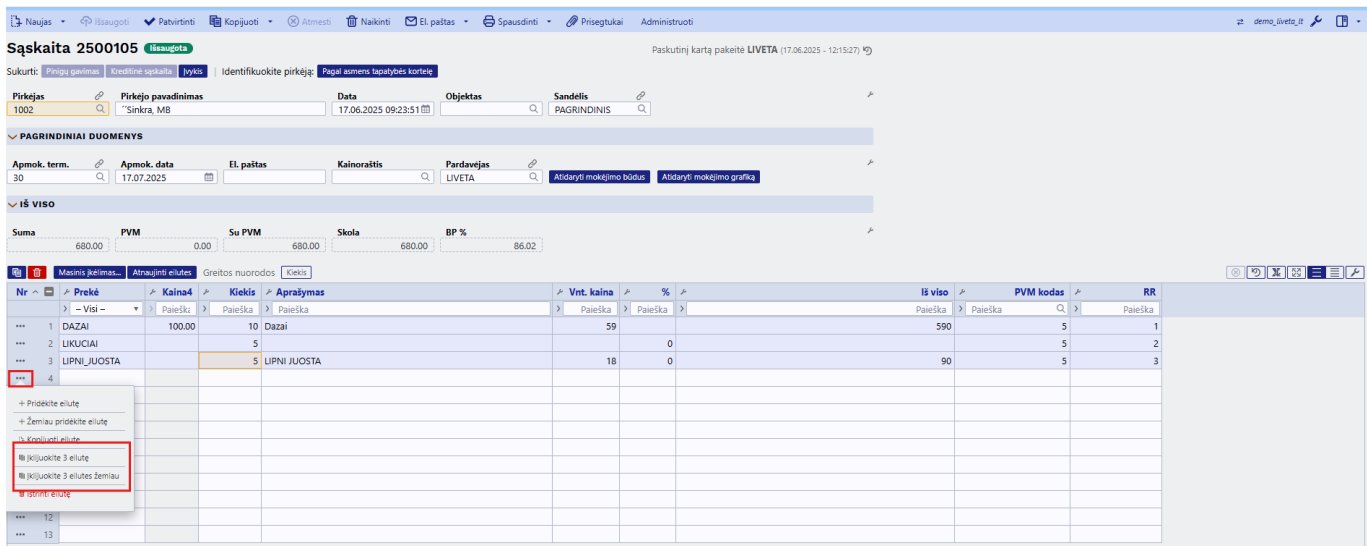 Naujas Išsaugoti Patvirtinti Kopijuoti Atmesti Naikinti El. paštas Spausdinti Prisegtukai Administruoti demo_liveta_lt
Sąskaita 2500105 Išsaugota Paskutinį kartą pakeitė LIVETA (17.06.2025 - 12:15:27)
Sukurti: Pinigų gavimas Kreditinė sąskaita Įvykis | Identifikuokite pirkėją: Pagal asmens tapatybės kortelę
Pirkėjas Pirkėjo pavadinimas Data Objektas Sandėlis
1002 ¨Sinkra, MB 17.06.2025 09:23:51 PAGRINDINIS
PAGRINDINIAI DUOMENYS
Apmok. term. Apmok. data El. paštas Kainoraštis Pardavėjas
30 17.07.2025 LIVETA Atidaryti mokėjimo būdus Atidaryti mokėjimo grafiką
IŠ VISO
Suma PVM Su PVM Skola BP %
680.00 0.00 680.00 680.00 86.02
Masinis įkėlimas... Atnaujinti eilutes Greitos nuorodos Kiekis
Nr Prekė Kaina4 Kiekis Aprašymas Vnt. kaina % Iš viso PVM kodas RR
– Visi – Paieška Paieška Paieška Paieška Paieška Paieška Paieška Paieška
1 DAZAI 100.00 10 Dazai 59 590 5 1
2 LIKUCIAI 5 0 5 2
3 LIPNI_JUOSTA 5 LIPNI JUOSTA 18 0 90 5 3
4
+ Pridėkite eilutę
+ Žemiau pridėkite eilutę
Kopijuoti eilutę
Įklijuokite 3 eilutę
Įklijuokite 3 eilutes žemiau
Ištrinti eilutę
12
13